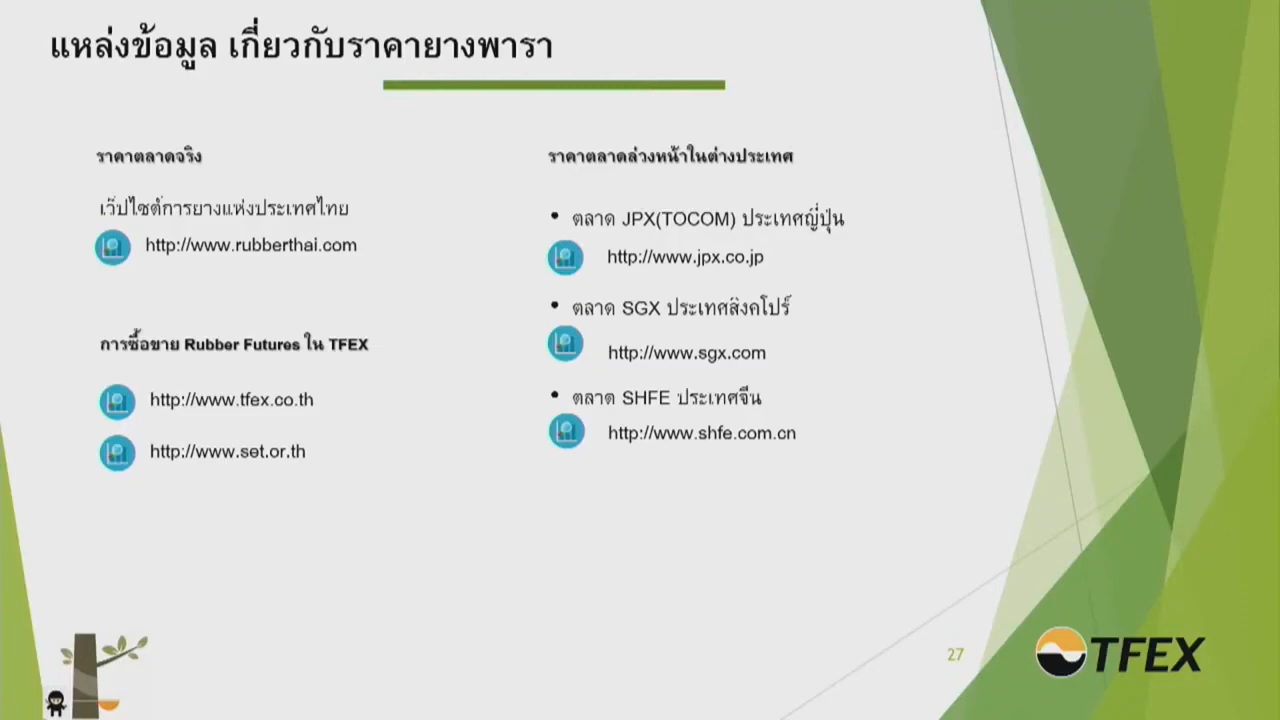 แหล่งข้อมูล เกี่ยวกับราคายางพารา
ราคาตลาดจริง
เว็ปไซต์การยางแห่งประเทศไทย
http://www.rubberthai.com
การซื้อขาย Rubber Futures ใน TFEX
http://www.tfex.co.th
http://www.set.or.th
ราคาตลาดล่วงหน้าในต่างประเทศ
• ตลาด JPX(TOCOM) ประเทศญี่ปุ่น
http://www.jpx.co.jp
• ตลาด SGX ประเทศสิงคโปร์
http://www.sgx.com
• ตลาด SHFE ประเทศจีน
http://www.shfe.com.cn
27
TFEX